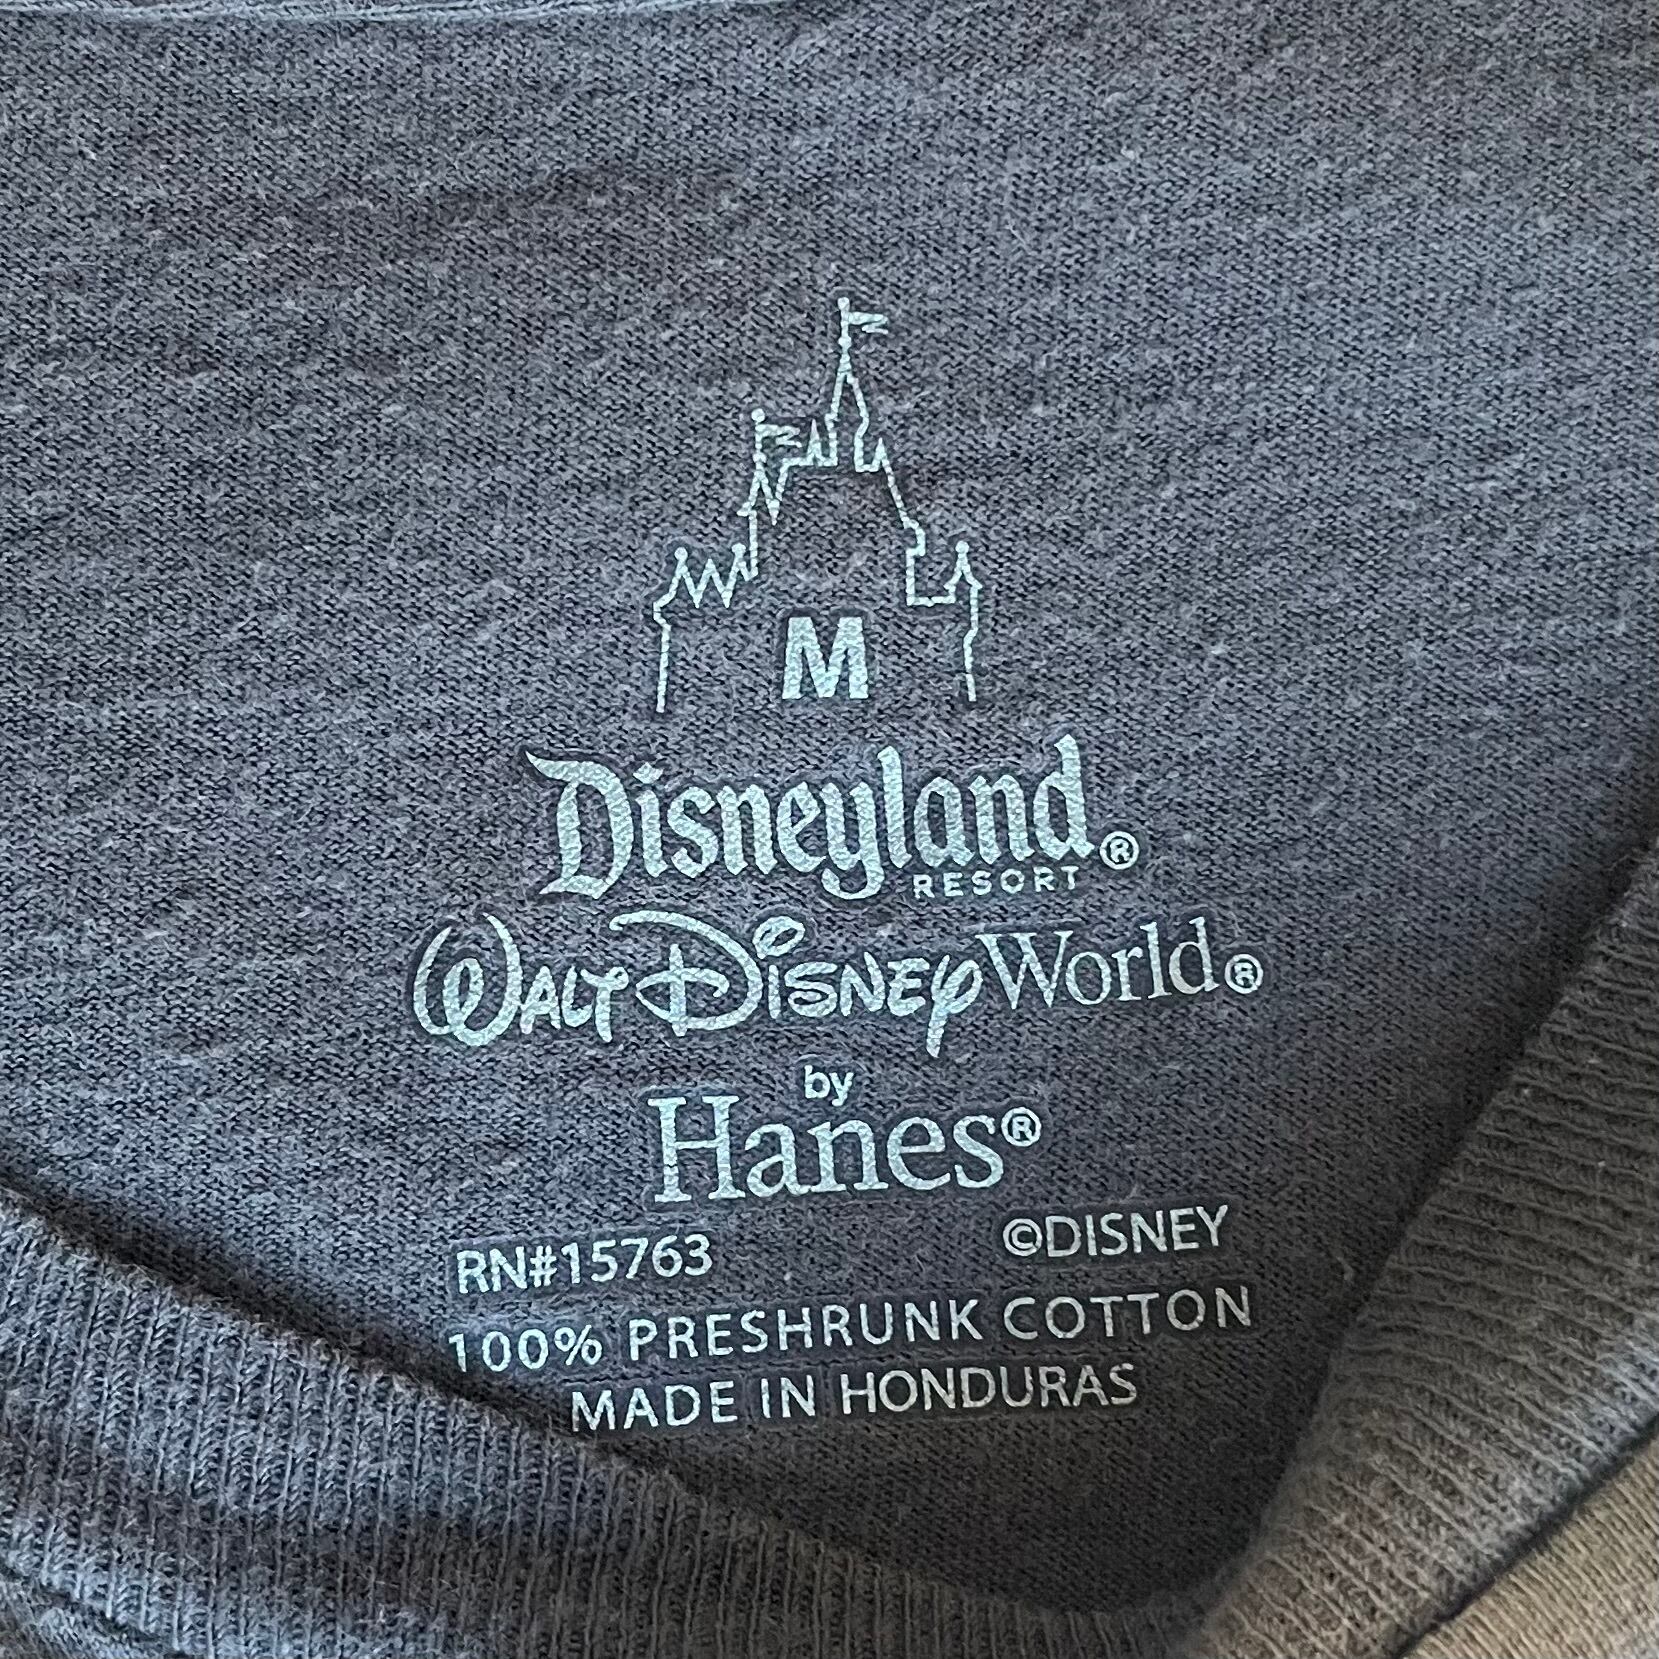 M
Disneyland®
RESORT
WALT DISNEY World®
by
Hanes®
RN#15763 ©DISNEY
100% PRESHRUNK COTTON
MADE IN HONDURAS